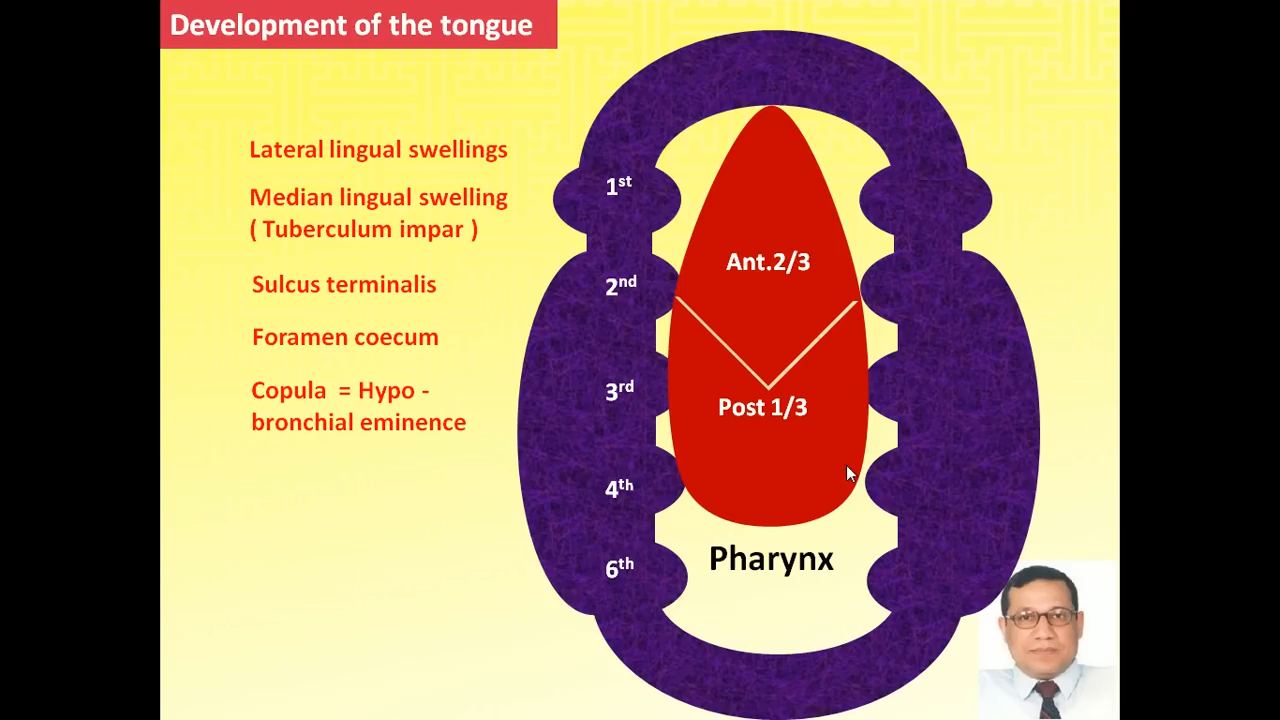 Development of the tongue
Lateral lingual swellings
Median lingual swelling
( Tuberculum impar )
Sulcus terminalis
Foramen coecum
Copula = Hypo -
bronchial eminence
1st
2nd
3rd
4th
6th
Ant.2/3
Post 1/3
Pharynx